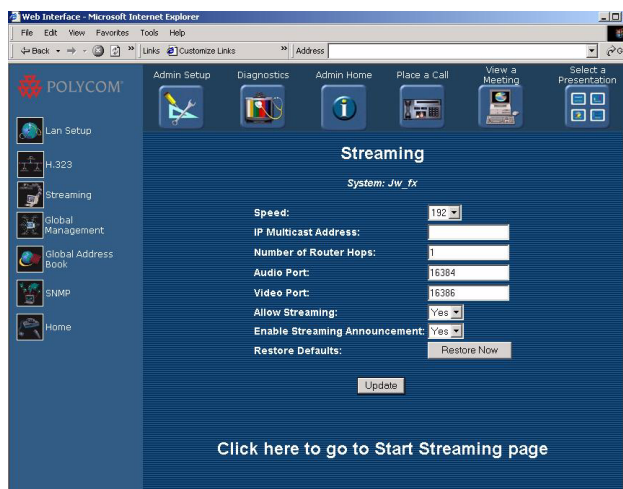 Web Interface - Microsoft Internet Explorer
File Edit View Favorites Tools Help
Back Links Customize Links Address
POLYCOM
Admin Setup Diagnostics Admin Home Place a Call View a Meeting Select a Presentation
Lan Setup
H.323
Streaming
Global Management
Global Address Book
SNMP
Home
Streaming
System: Jw_fx
Speed: 192
IP Multicast Address:
Number of Router Hops: 1
Audio Port: 16384
Video Port: 16386
Allow Streaming: Yes
Enable Streaming Announcement: Yes
Restore Defaults: Restore Now
Update
Click here to go to Start Streaming page